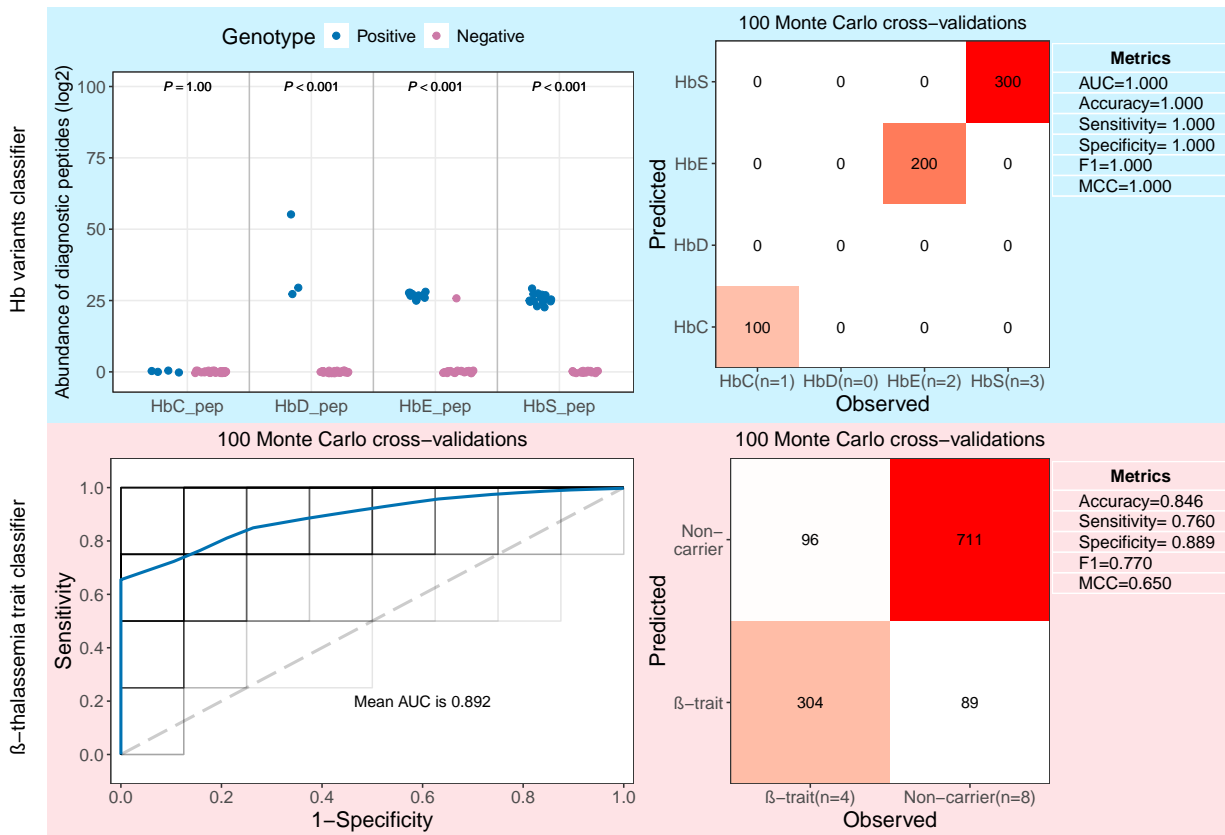 Hb variants classifier
Genotype Positive Negative
Abundance of diagnostic peptides (log2)
100
75
50
25
0
P = 1.00 P < 0.001 P < 0.001 P < 0.001
HbC_pep HbD_pep HbE_pep HbS_pep
100 Monte Carlo cross−validations
Predicted
HbS 0 0 0 300
HbE 0 0 200 0
HbD 0 0 0 0
HbC 100 0 0 0
HbC(n=1) HbD(n=0) HbE(n=2) HbS(n=3)
Observed
Metrics
AUC=1.000
Accuracy=1.000
Sensitivity= 1.000
Specificity= 1.000
F1=1.000
MCC=1.000
ß−thalassemia trait classifier
100 Monte Carlo cross−validations
Sensitivity
1.0
0.8
0.6
0.4
0.2
0.0
Mean AUC is 0.892
0.0 0.2 0.4 0.6 0.8 1.0
1−Specificity
100 Monte Carlo cross−validations
Predicted
Non−
carrier
96 711
ß−trait 304 89
ß−trait(n=4) Non−carrier(n=8)
Observed
Metrics
Accuracy=0.846
Sensitivity= 0.760
Specificity= 0.889
F1=0.770
MCC=0.650